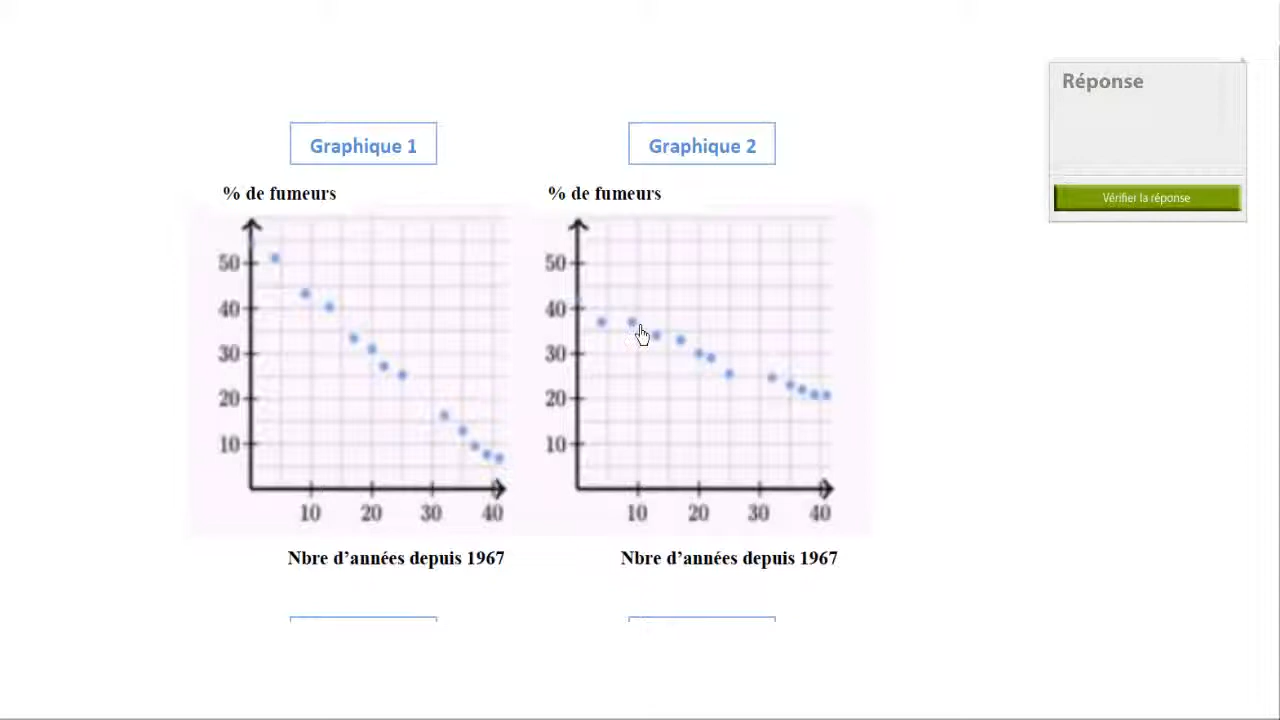 Réponse
Graphique 1
Graphique 2
% de fumeurs
% de fumeurs
Vérifier la réponse
50
40
30
20
10
10 20 30 40
50
40
30
20
10
10 20 30 40
Nbre d'années depuis 1967
Nbre d'années depuis 1967